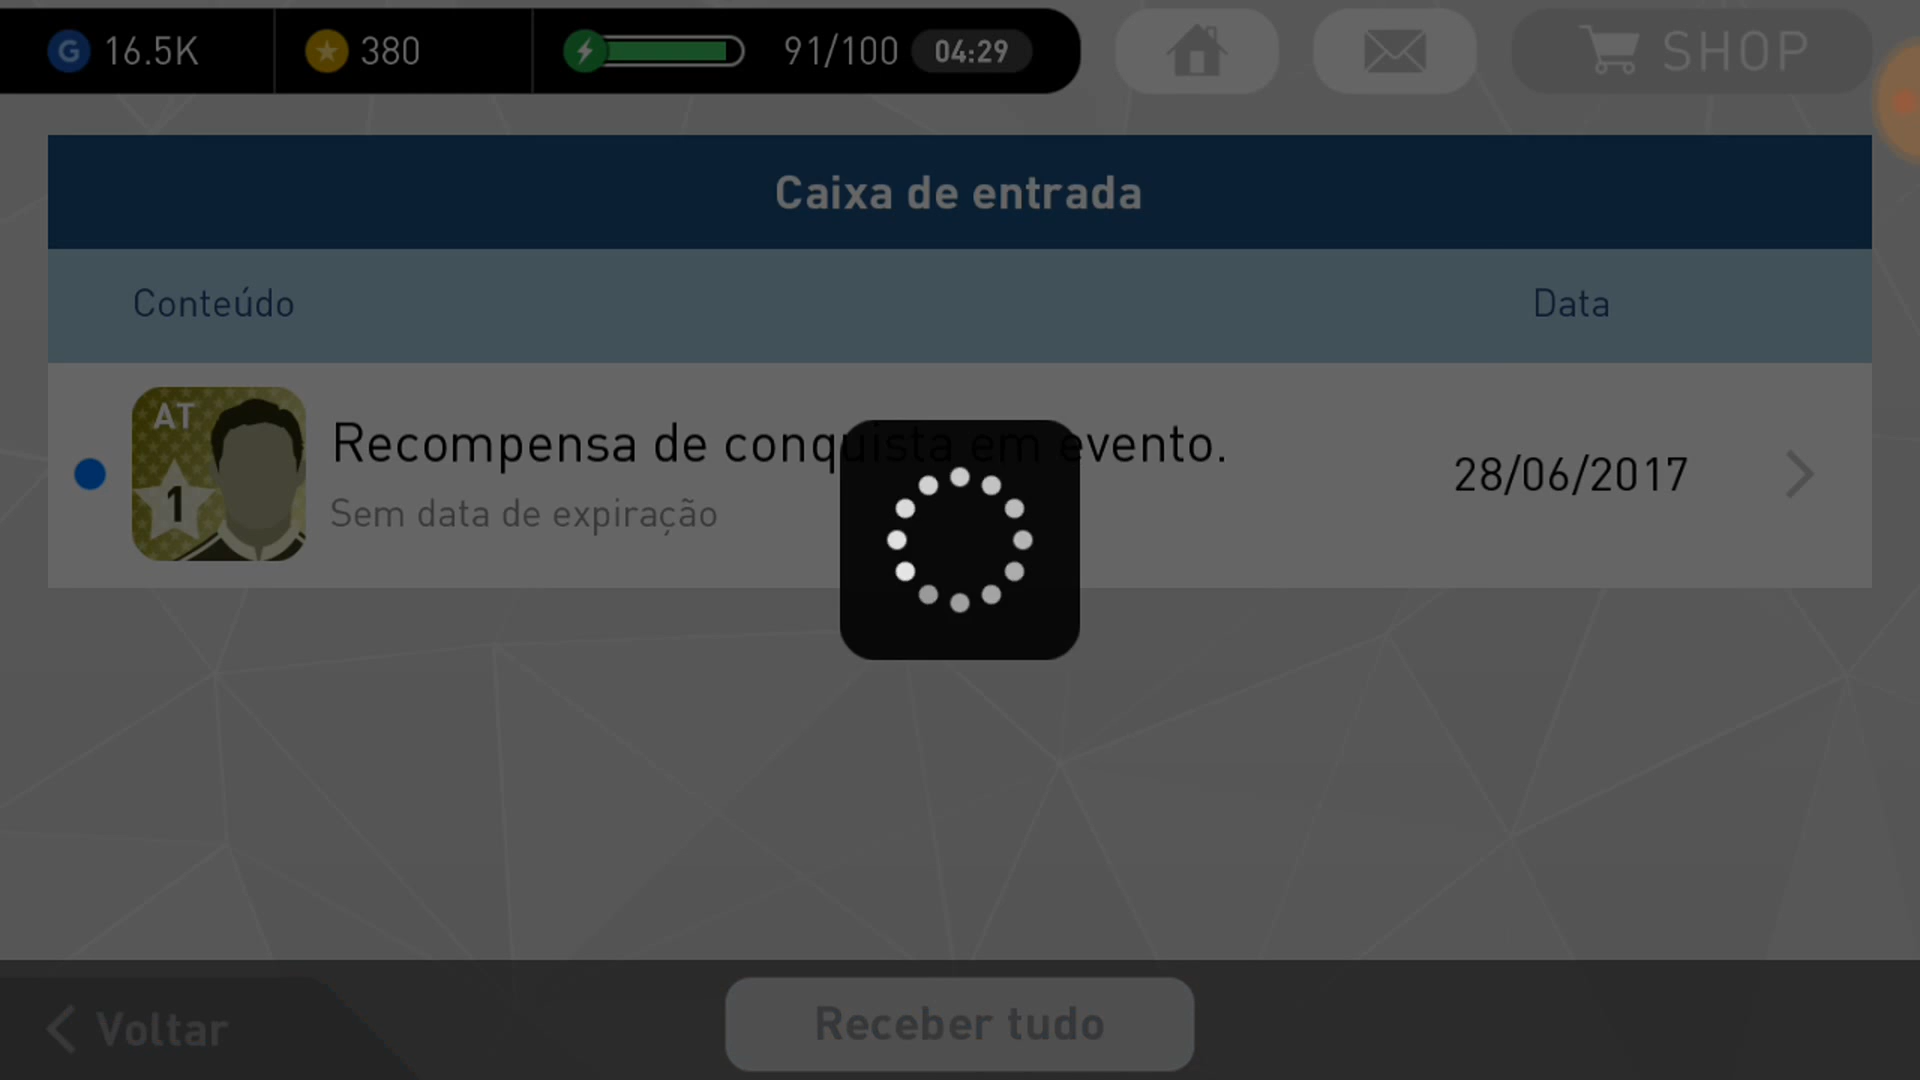 G 16.5K 380 91/100 04:29 SHOP
Caixa de entrada
Conteúdo Data
AT
1
Recompensa de conquista em evento.
Sem data de expiração
28/06/2017
Voltar
Receber tudo